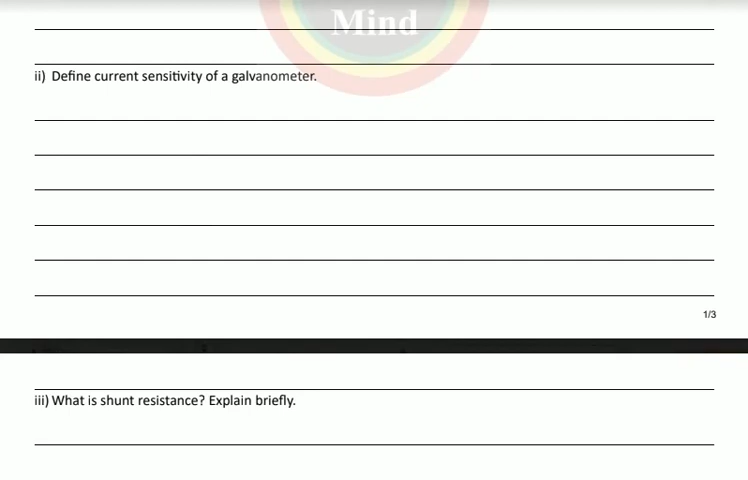 Mind
ii) Define current sensitivity of a galvanometer.
1/3
iii) What is shunt resistance? Explain briefly.